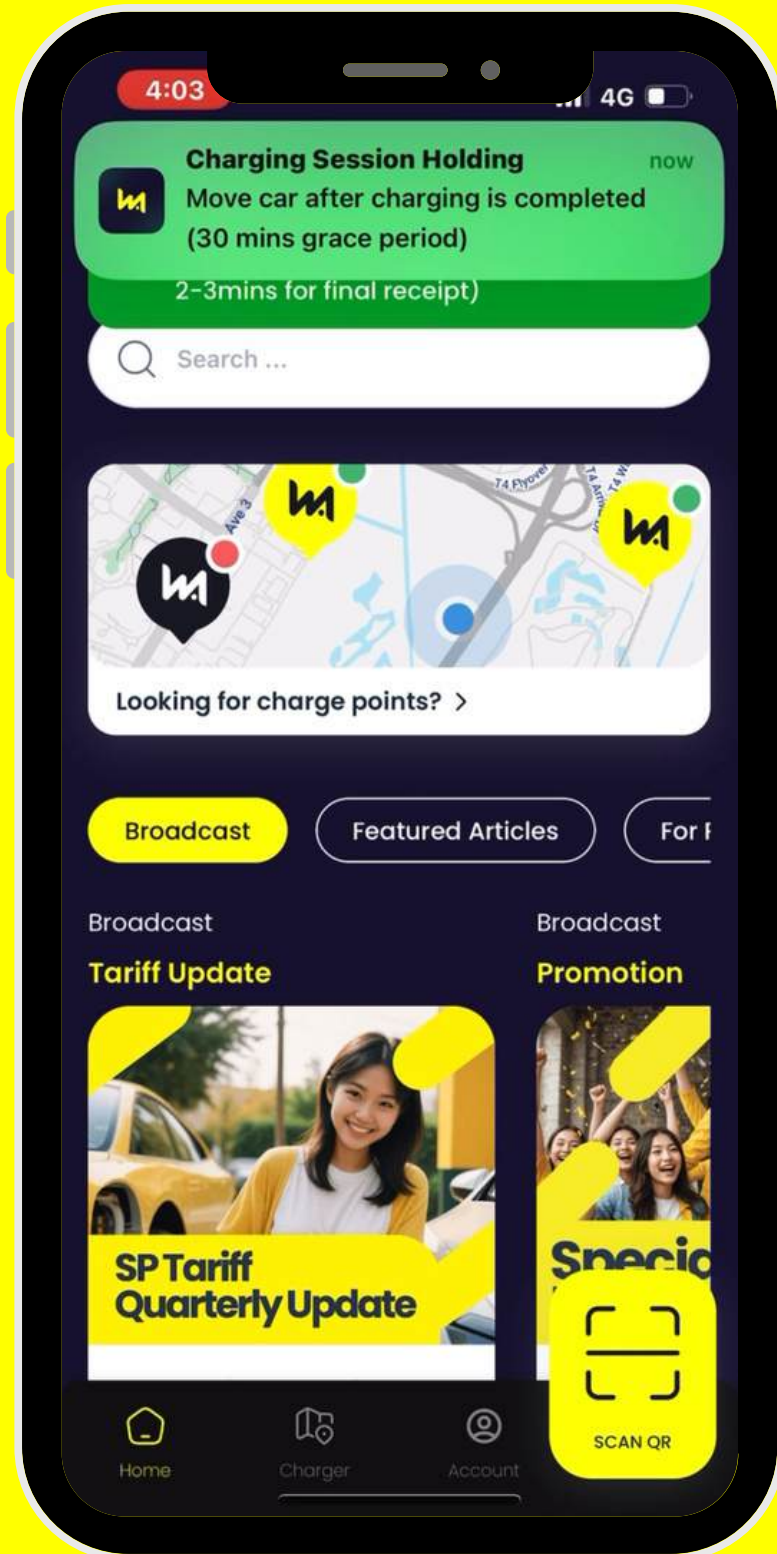 4:03
4G
Charging Session Holding
now
Move car after charging is completed
(30 mins grace period)
2-3mins for final receipt)
Search ...
Ave 3
T4 Flyover
Looking for charge points? >
Broadcast
Featured Articles
For
Broadcast
Broadcast
Tariff Update
Promotion
SP Tariff
Quarterly Update
SCAN QR
Home
Charger
Account